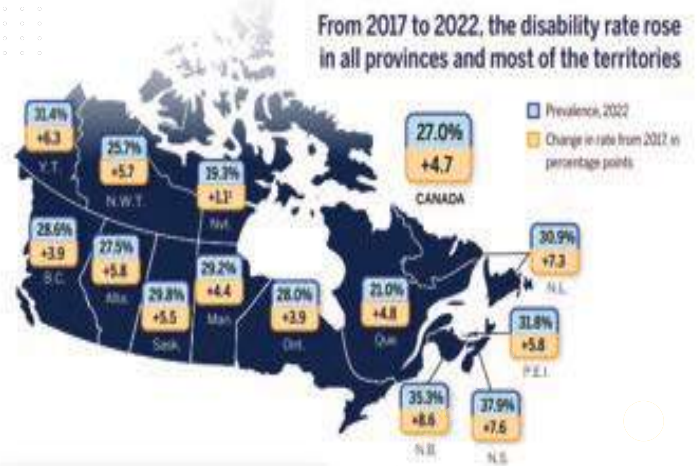 From 2017 to 2022, the disability rate rose
in all provinces and most of the territories
Prevalence, 2022
Change in rate from 2017, in
percentage points
27.0%
+4.7
CANADA
31.4%
+6.3
Y.T.
25.7%
+5.7
N.W.T.
19.3%
+1.1¹
Nvt.
28.6%
+3.9
B.C.
27.5%
+5.8
Alta.
29.8%
+5.5
Sask.
29.2%
+4.4
Man.
28.0%
+3.9
Ont.
21.0%
+4.8
Que.
30.9%
+7.3
N.L.
31.8%
+5.8
P.E.I.
35.3%
+8.6
N.B.
37.9%
+7.6
N.S.